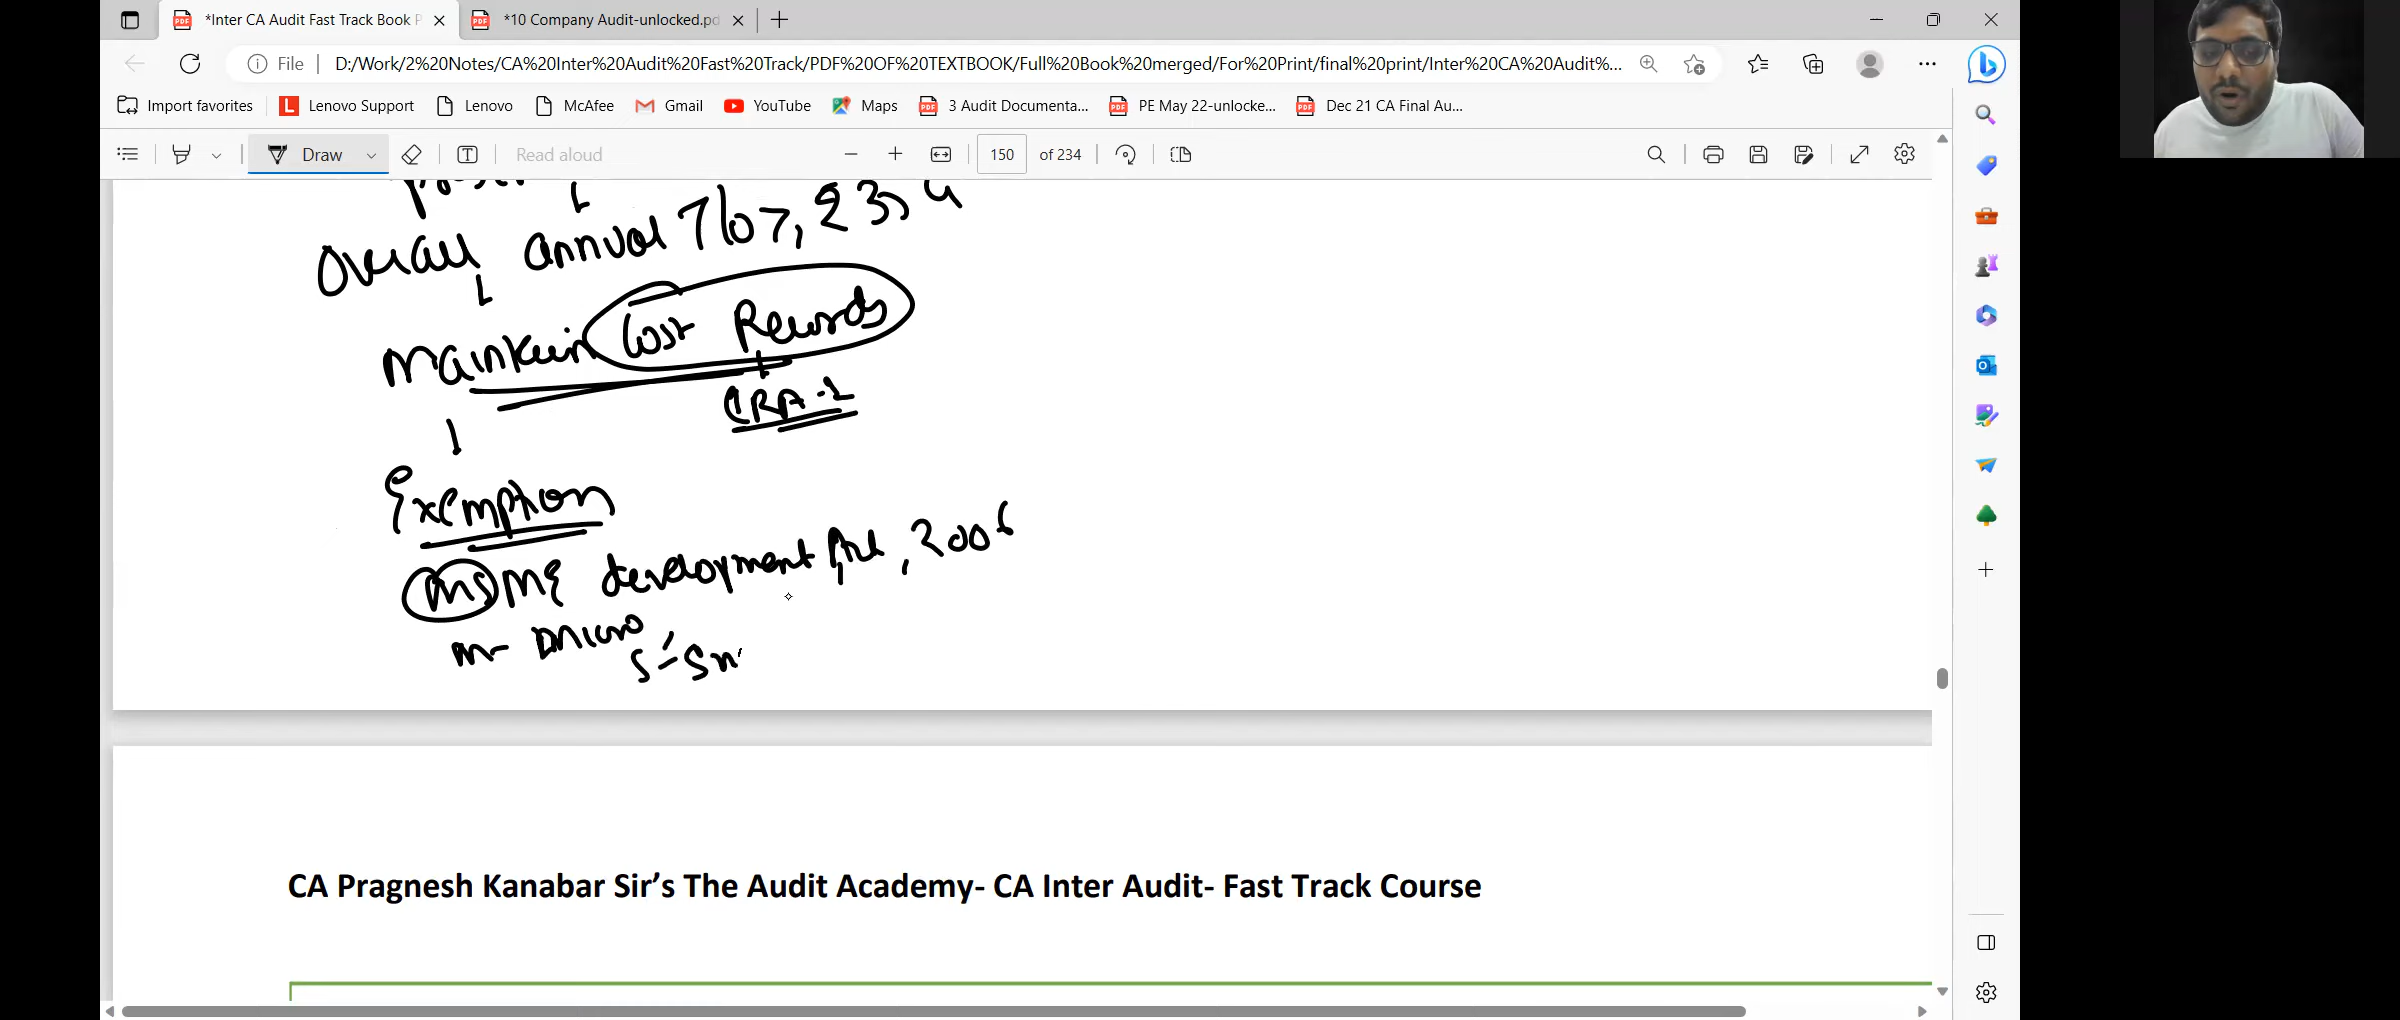 *Inter CA Audit Fast Track Book P
*10 Company Audit-unlocked.pd
File
D:/Work/2%20Notes/CA%20Inter%20Audit%20Fast%20Track/PDF%20OF%20TEXTBOOK/Full%20Book%20merged/For%20Print/final%20print/Inter%20CA%20Audit%...
Import favorites
Lenovo Support
Lenovo
McAfee
Gmail
YouTube
Maps
3 Audit Documenta...
PE May 22-unlocke...
Dec 21 CA Final Au...
Draw
Read aloud
150 of 234
Overall annual T/o >, ₹ 35
Maintain Cost Records
CRA-1
Exemption
MSME development Act, 2006
M- Micro
S-
CA Pragnesh Kanabar Sir's The Audit Academy- CA Inter Audit- Fast Track Course